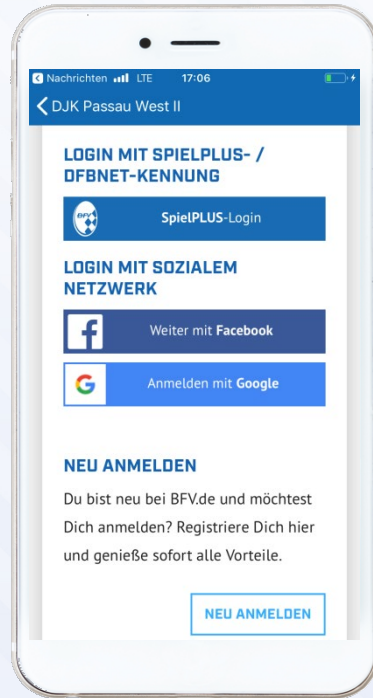 Nachrichten LTE 17:06
DJK Passau West II
LOGIN MIT SPIELPLUS- /
DFBNET-KENNUNG
BFV
SpielPLUS-Login
LOGIN MIT SOZIALEM
NETZWERK
Weiter mit Facebook
Anmelden mit Google
NEU ANMELDEN
Du bist neu bei BFV.de und möchtest
Dich anmelden? Registriere Dich hier
und genieße sofort alle Vorteile.
NEU ANMELDEN